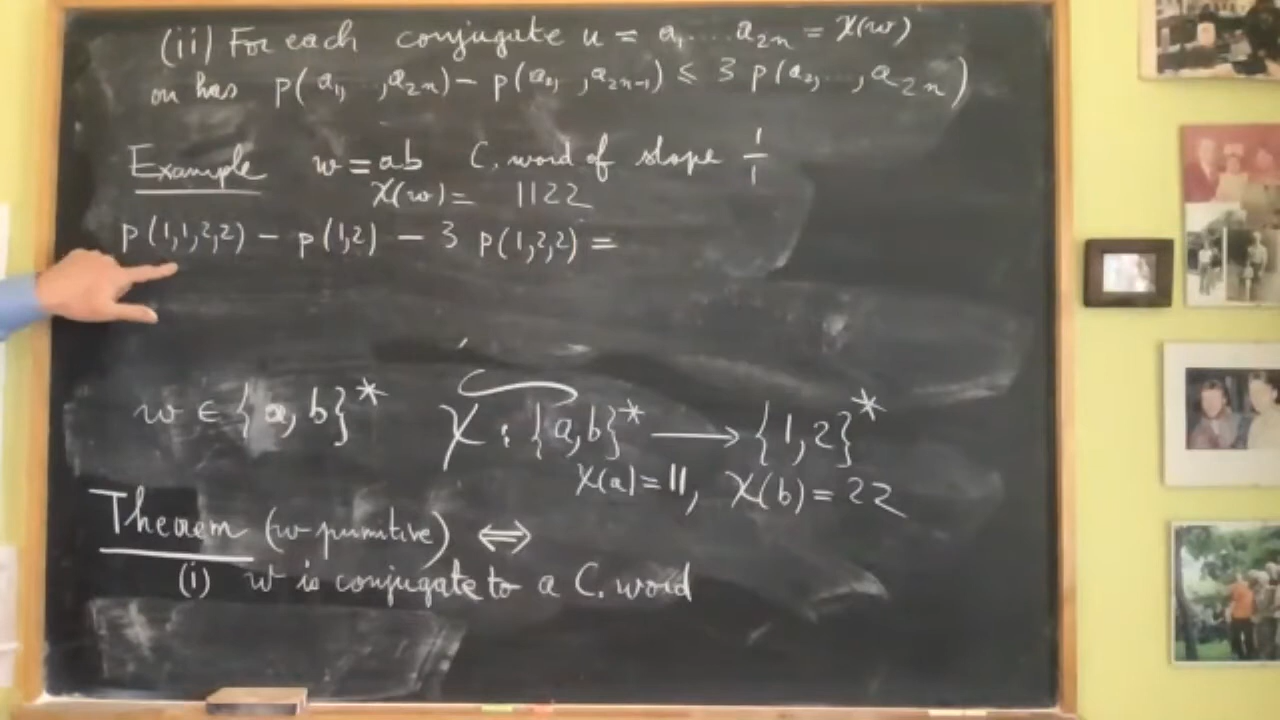 (ii) For each conjugate u = a₁ .... a₂ₙ = χ(w)
on has p(a₁, ..., a₂ₙ) − p(a₂, , a₂ₙ₋₁) ≤ 3 p(a₂, .., a₂ₙ)
Example w = ab C. word of slope 1/1
χ(w) = 1122
p(1,1,2,2) − p(1,2) − 3 p(1,2,2) =
w ∈ {a, b}* χ : {a,b}* ⟶ {1,2}*
χ(a) = 11, χ(b) = 22
Theorem (w primitive) ⇔
(i) w is conjugate to a C. word